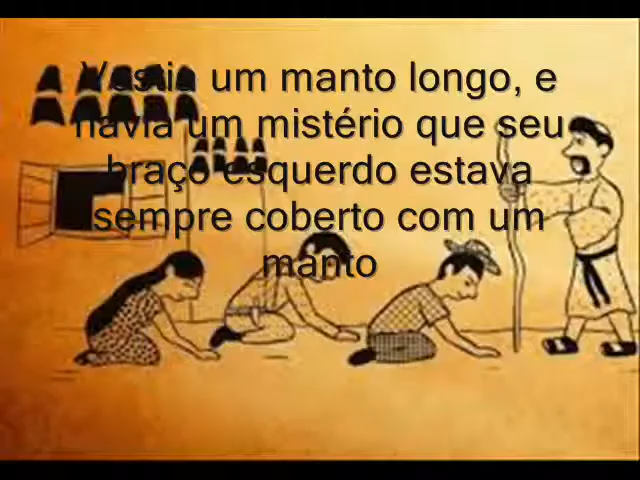 Vestia um manto longo, e
havia um mistério que seu
braço esquerdo estava
sempre coberto com um
manto